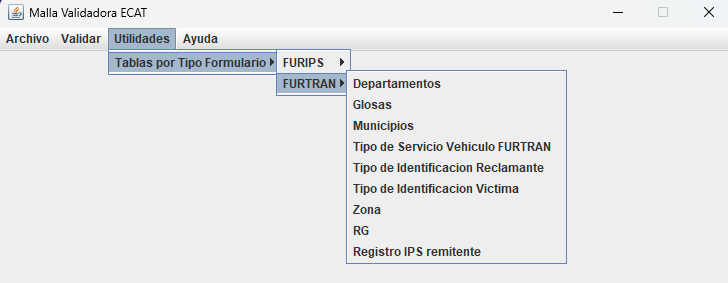 Malla Validadora ECAT
Archivo Validar Utilidades Ayuda
Tablas por Tipo Formulario
FURIPS
FURTRAN
Departamentos
Glosas
Municipios
Tipo de Servicio Vehiculo FURTRAN
Tipo de Identificacion Reclamante
Tipo de Identificacion Victima
Zona
RG
Registro IPS remitente